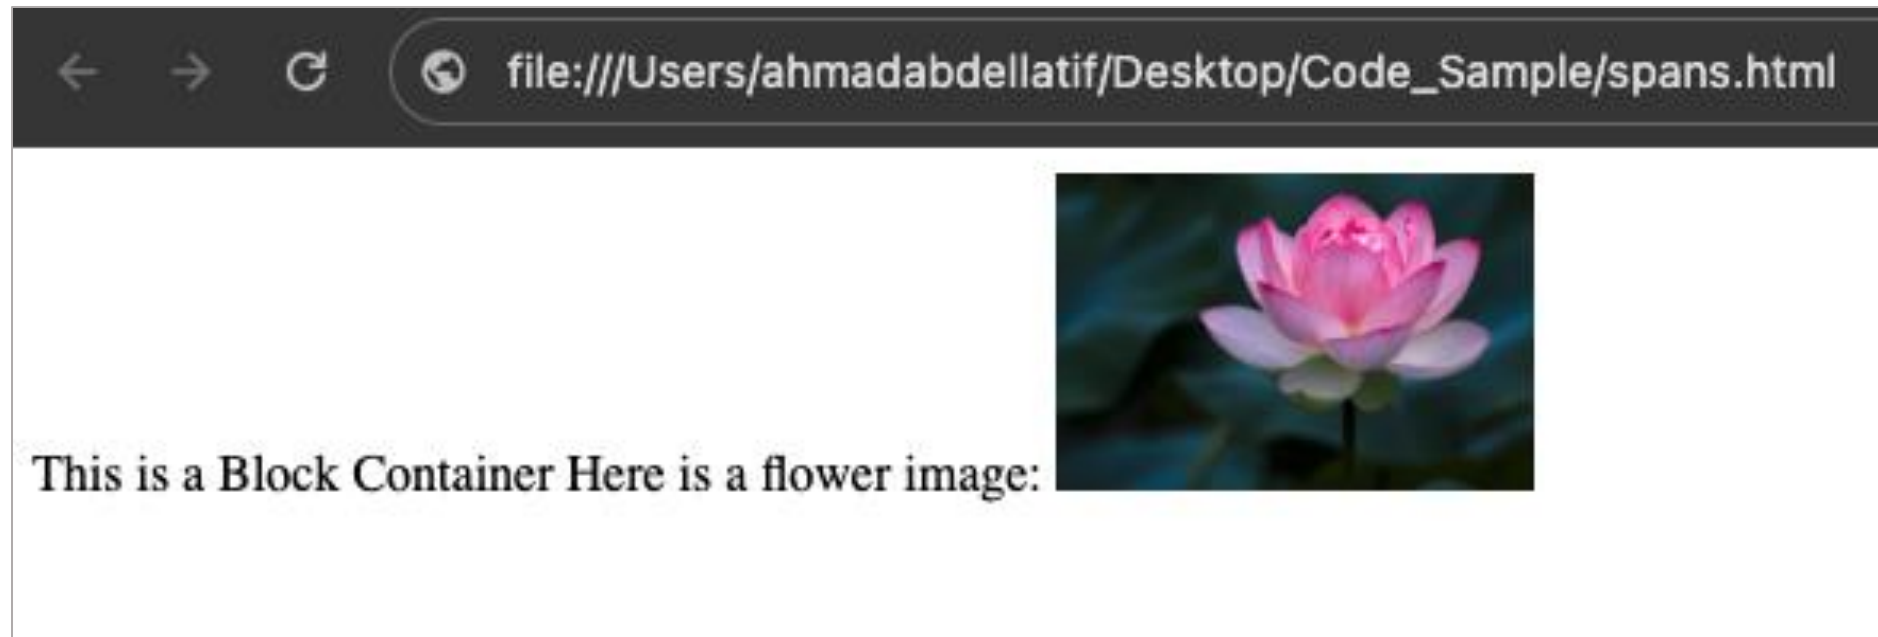 file:///Users/ahmadabdellatif/Desktop/Code_Sample/spans.html
This is a Block Container Here is a flower image: